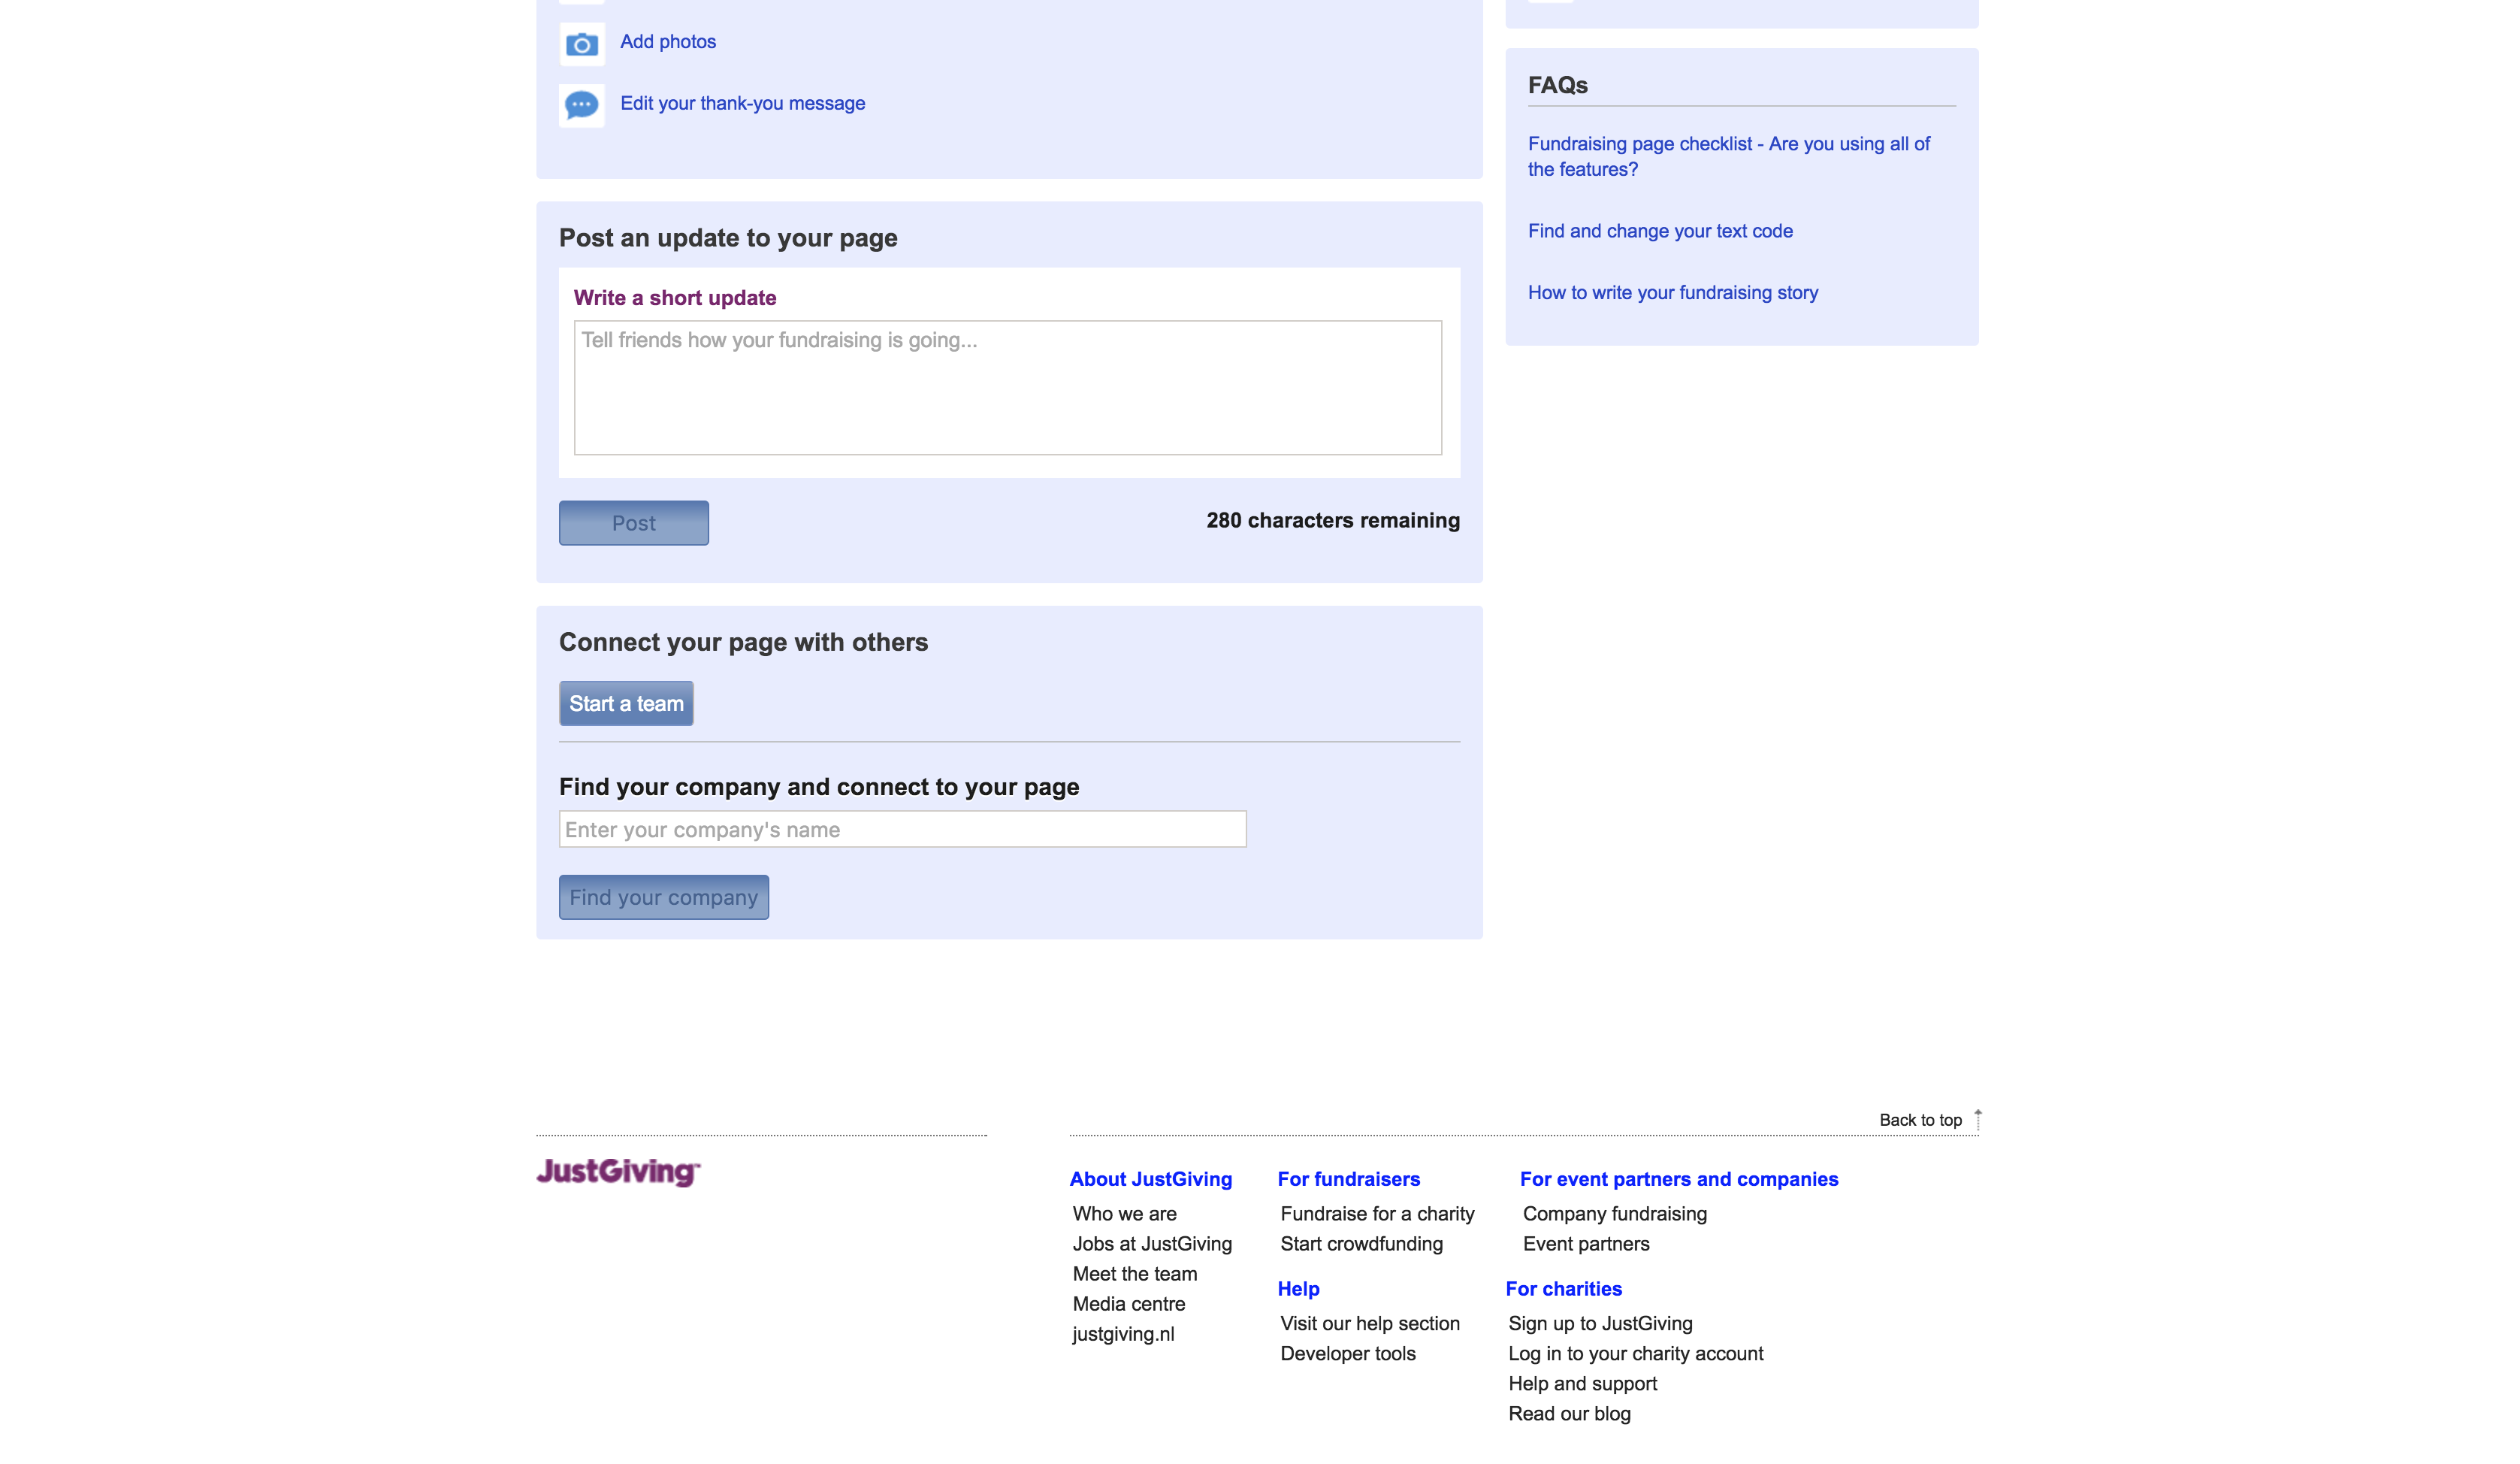 Add photos
Edit your thank-you message
Post an update to your page
Write a short update
Tell friends how your fundraising is going...
Post
280 characters remaining
Connect your page with others
Start a team
Find your company and connect to your page
Enter your company's name
Find your company
FAQs
Fundraising page checklist - Are you using all of
the features?
Find and change your text code
How to write your fundraising story
Back to top
JustGiving™
About JustGiving
Who we are
Jobs at JustGiving
Meet the team
Media centre
justgiving.nl
For fundraisers
Fundraise for a charity
Start crowdfunding
Help
Visit our help section
Developer tools
For event partners and companies
Company fundraising
Event partners
For charities
Sign up to JustGiving
Log in to your charity account
Help and support
Read our blog